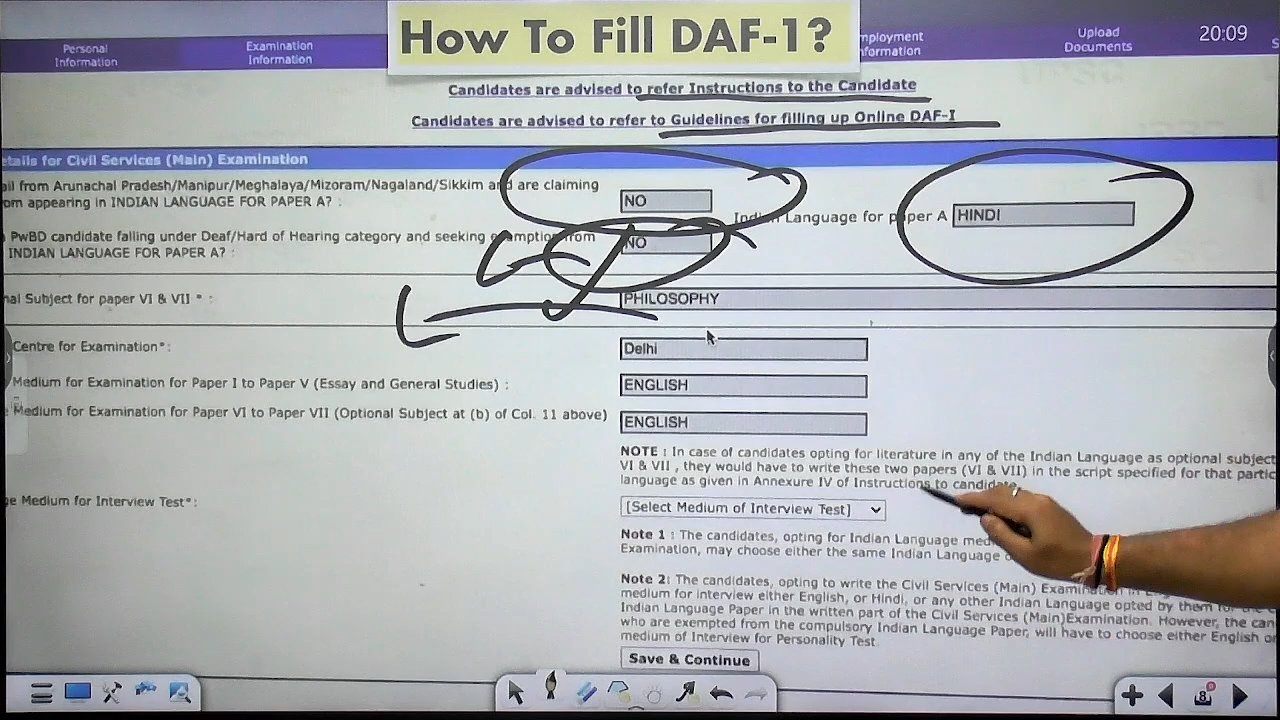 How To Fill DAF-1?
Personal Information
Examination Information
Upload Documents
20:09
Candidates are advised to refer Instructions to the Candidate
Candidates are advised to refer to Guidelines for filling up Online DAF-I
for Civil Services (Main) Examination
from Arunachal Pradesh/Manipur/Meghalaya/Mizoram/Nagaland/Sikkim and are claiming
appearing in INDIAN LANGUAGE FOR PAPER A? :
NO
Indian Language for paper A HINDI
PwBD candidate falling under Deaf/Hard of Hearing category and seeking exemption from
INDIAN LANGUAGE FOR PAPER A? :
NO
Subject for paper VI & VII * :
PHILOSOPHY
Centre for Examination* :
Delhi
Medium for Examination for Paper I to Paper V (Essay and General Studies) :
ENGLISH
Medium for Examination for Paper VI to Paper VII (Optional Subject at (b) of Col. 11 above)
ENGLISH
NOTE : In case of candidates opting for literature in any of the Indian Language as optional subject
VI & VII , they would have to write these two papers (VI & VII) in the script specified for that
language as given in Annexure IV of Instructions to
Medium for Interview Test* :
[Select Medium of Interview Test]
Note 1 : The candidates, opting for Indian Language
Examination, may choose either the same Indian Language
Note 2: The candidates, opting to write the Civil Services (Main)
medium for interview either English, or Hindi, or any other Indian Language opted by them
Indian Language Paper in the written part of the Civil Services (Main)Examination. However, the
who are exempted from the compulsory Indian Language Paper, will have to choose either English
medium of Interview for Personality Test.
Save & Continue
8